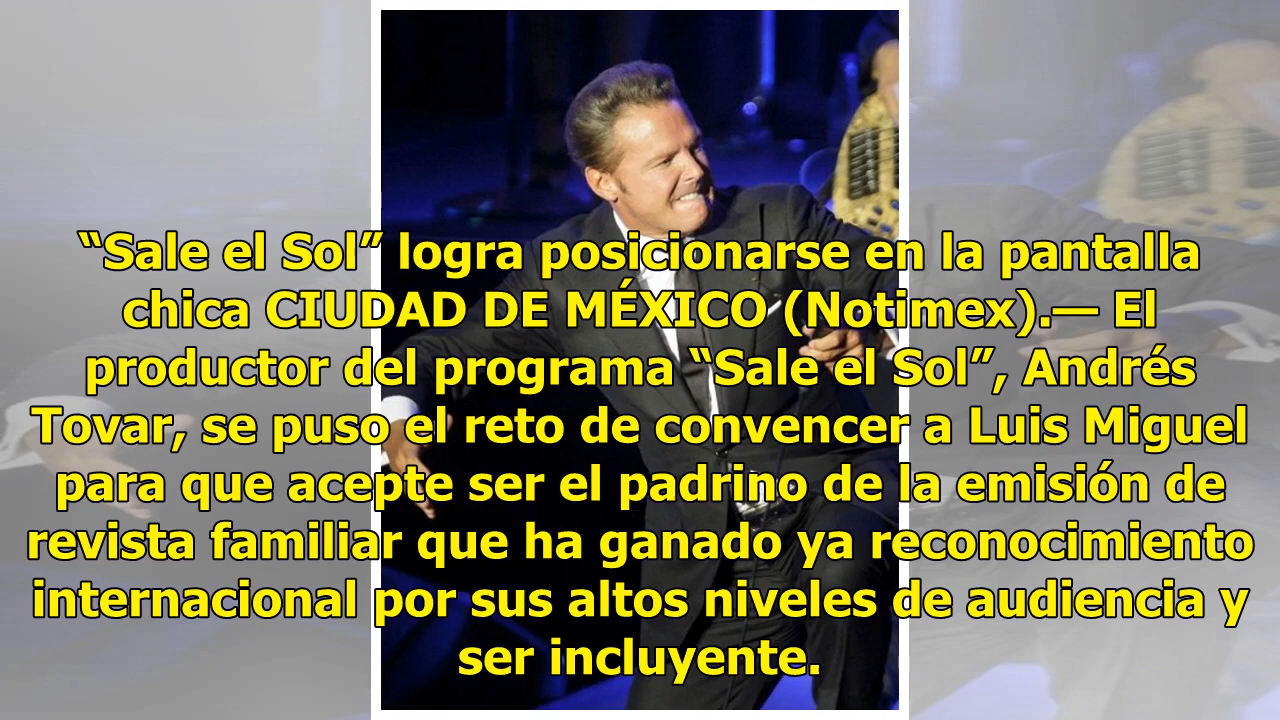 “Sale el Sol” logra posicionarse en la pantalla
chica CIUDAD DE MÉXICO (Notimex).— El
productor del programa “Sale el Sol”, Andrés
Tovar, se puso el reto de convencer a Luis Miguel
para que acepte ser el padrino de la emisión de
revista familiar que ha ganado ya reconocimiento
internacional por sus altos niveles de audiencia y
ser incluyente.